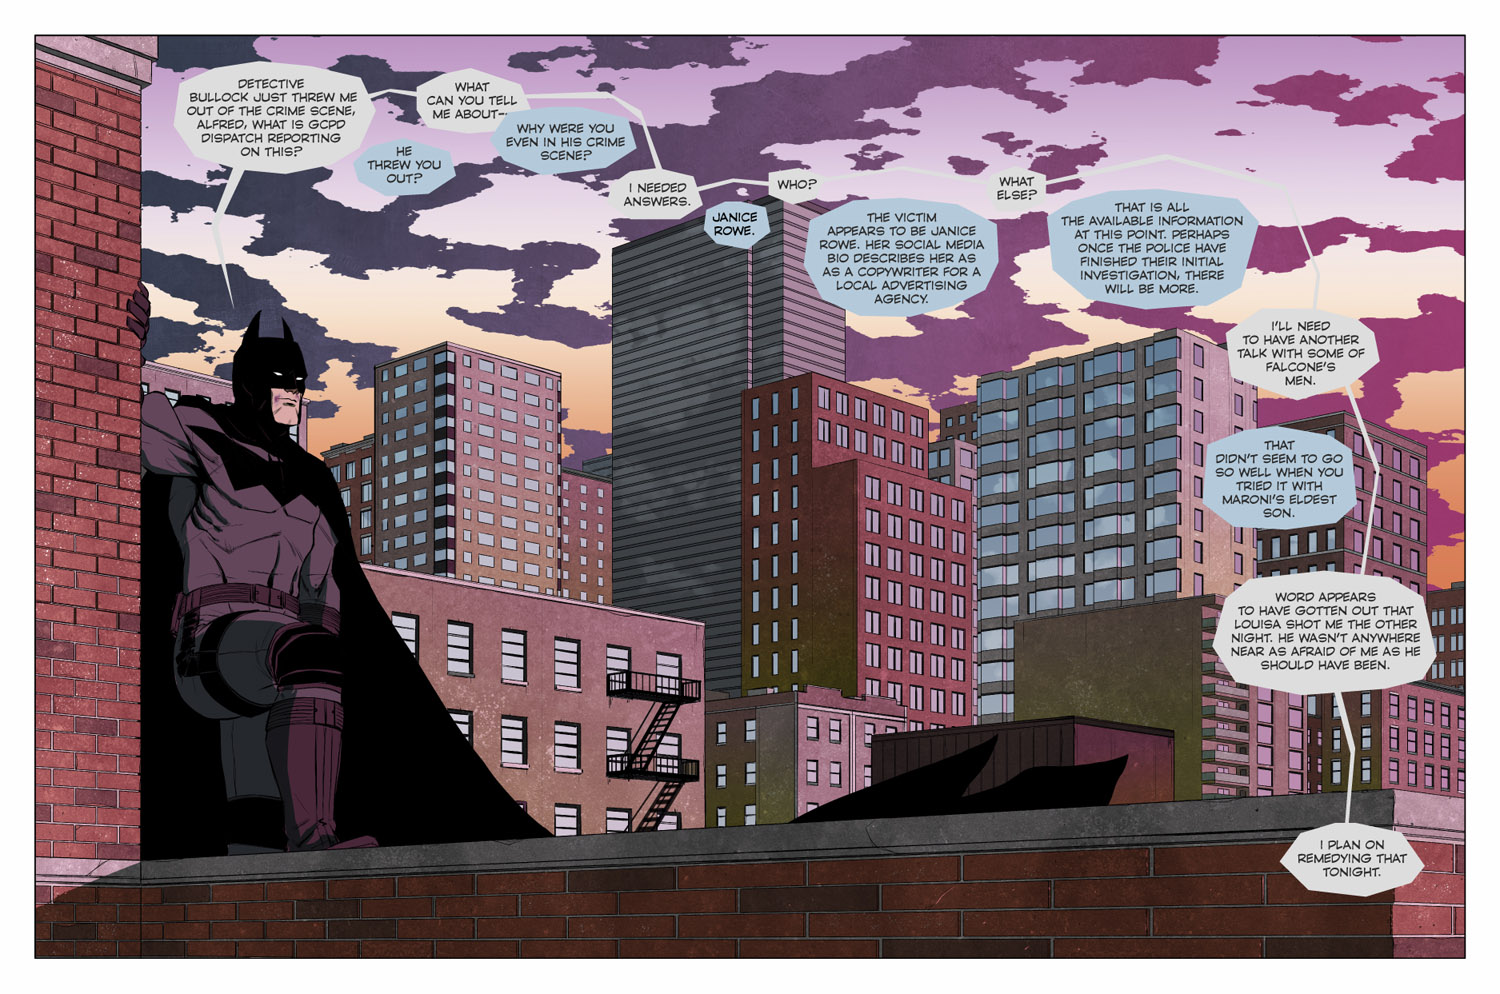 DETECTIVE
BULLOCK JUST THREW ME
OUT OF THE CRIME SCENE,
ALFRED, WHAT IS GCPD
DISPATCH REPORTING
ON THIS?
HE
THREW YOU
OUT?
WHAT
CAN YOU TELL
ME ABOUT--
WHY WERE YOU
EVEN IN HIS CRIME
SCENE?
I NEEDED
ANSWERS.
JANICE
ROWE.
WHO?
THE VICTIM
APPEARS TO BE JANICE
ROWE. HER SOCIAL MEDIA
BIO DESCRIBES HER AS
AS A COPYWRITER FOR A
LOCAL ADVERTISING
AGENCY.
WHAT
ELSE?
THAT IS ALL
THE AVAILABLE INFORMATION
AT THIS POINT. PERHAPS
ONCE THE POLICE HAVE
FINISHED THEIR INITIAL
INVESTIGATION, THERE
WILL BE MORE.
I'LL NEED
TO HAVE ANOTHER
TALK WITH SOME OF
FALCONE'S
MEN.
THAT
DIDN'T SEEM TO GO
SO WELL WHEN YOU
TRIED IT WITH
MARONI'S ELDEST
SON.
WORD APPEARS
TO HAVE GOTTEN OUT THAT
LOUISA SHOT ME THE OTHER
NIGHT. HE WASN'T ANYWHERE
NEAR AS AFRAID OF ME AS HE
SHOULD HAVE BEEN.
I PLAN ON
REMEDYING THAT
TONIGHT.